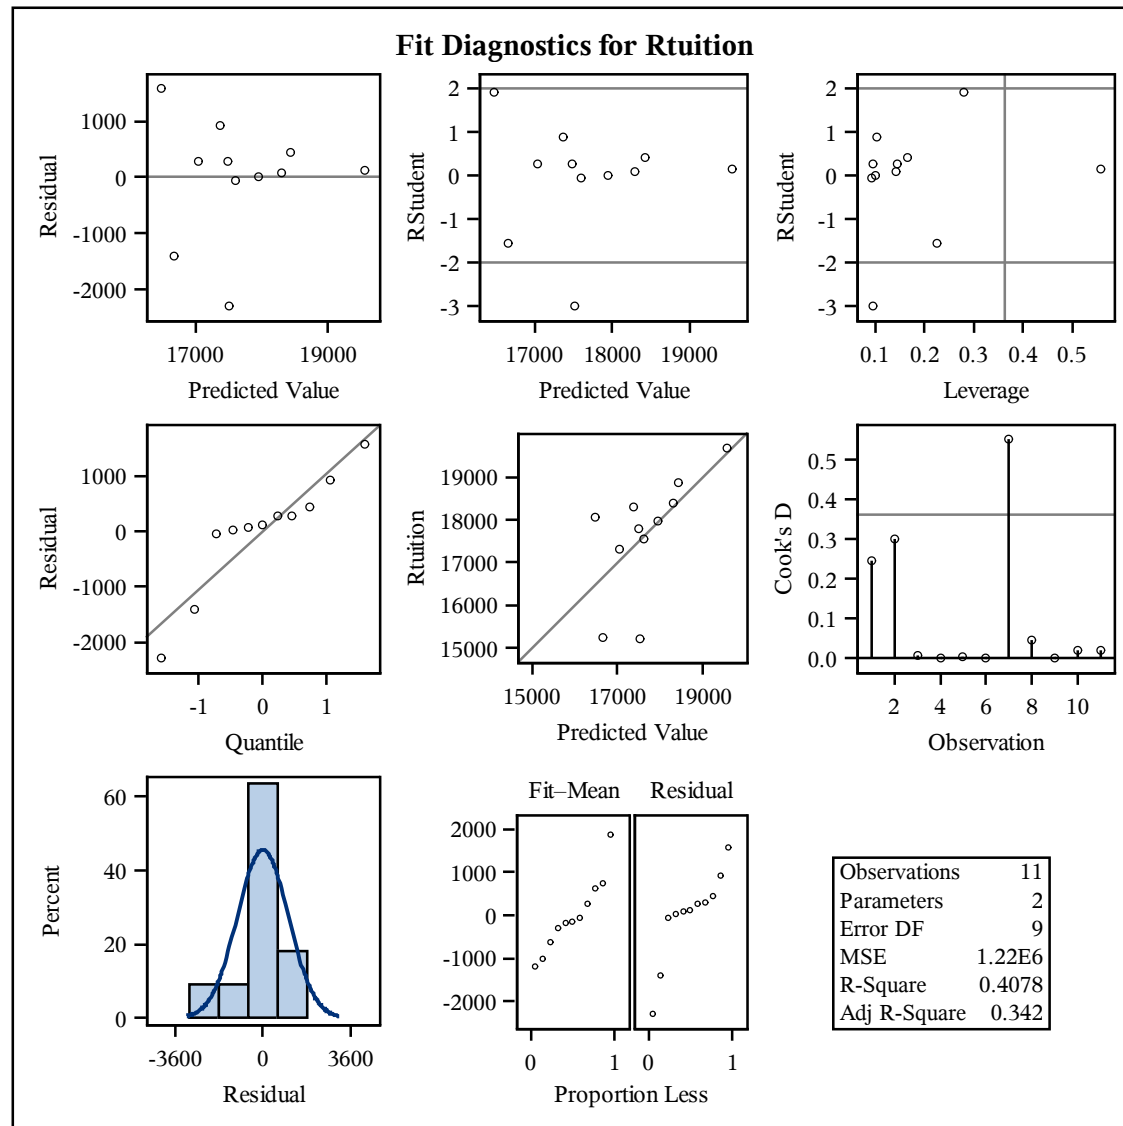 Fit Diagnostics for Rtuition
Residual
1000
0
-1000
-2000
17000 19000
Predicted Value
RStudent
2
1
0
-1
-2
-3
17000 18000 19000
Predicted Value
RStudent
2
1
0
-1
-2
-3
0.1 0.2 0.3 0.4 0.5
Leverage
Residual
1000
0
-1000
-2000
-1 0 1
Quantile
Rtuition
19000
18000
17000
16000
15000
15000 17000 19000
Predicted Value
Cook's D
0.5
0.4
0.3
0.2
0.1
0.0
2 4 6 8 10
Observation
Percent
60
40
20
0
-3600 0 3600
Residual
Fit–Mean Residual
2000
1000
0
-1000
-2000
0 1 0 1
Proportion Less
Observations 11
Parameters 2
Error DF 9
MSE 1.22E6
R-Square 0.4078
Adj R-Square 0.342